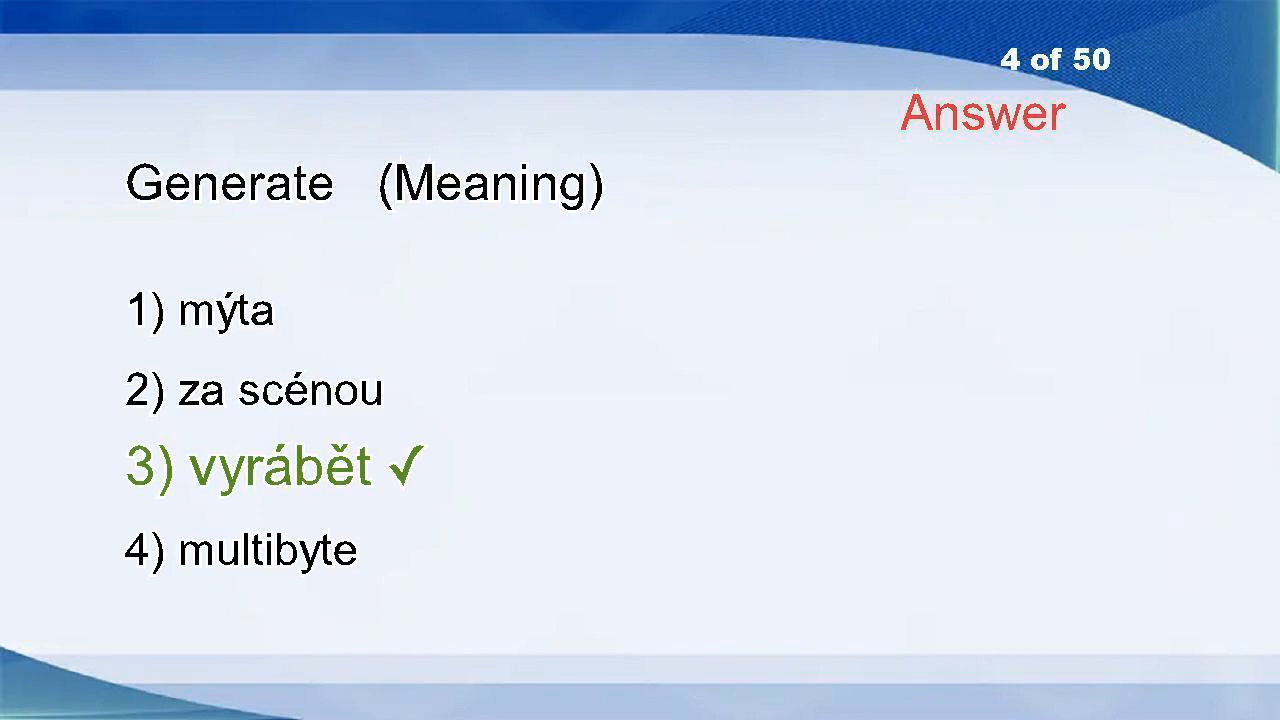 4 of 50
Answer
Generate (Meaning)
1) mýta
2) za scénou
3) vyrábět ✓
4) multibyte